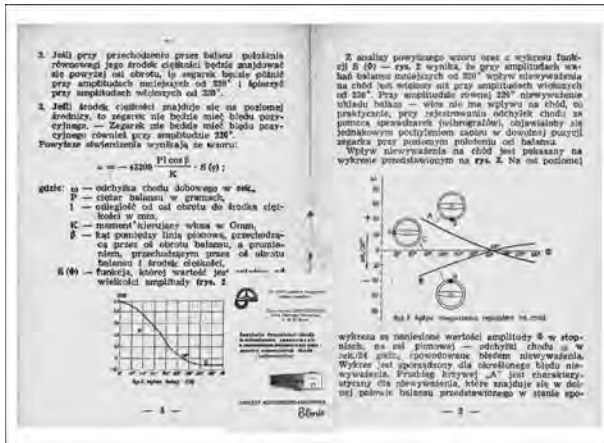 2. Jeśli przy przechodzeniu przez balans położenia
równowagi jego środek ciężkości będzie znajdować
się powyżej osi obrotu, to zegarek będzie późnić
przy amplitudach mniejszych od 220° i śpieszyć
przy amplitudach większych od 220°.
3. Jeśli środek ciężkości znajduje się na poziomej
średnicy, to zegarek nie będzie mieć błędu pozy-
cyjnego. — Zegarek nie będzie mieć błędu pozy-
cyjnego również przy amplitudzie 220°.
Powyższe stwierdzenia wynikają ze wzoru:
ω = — 43200 P l cos β / K · S (φ) ;
gdzie: ω — odchyłka chodu dobowego w sek.,
P — ciężar balansu w gramach,
l — odległość od osi obrotu do środka cięż-
kości w mm,
K — moment kierujący włosa w Gmm,
β — kąt pomiędzy linią pionową, przechodzą-
cą przez oś obrotu balansu, a promie-
niem, przechodzącym przez oś obrotu
balansu i środek ciężkości,
S (Φ) — funkcja, której wartość jest
wielkości amplitudy (rys. 2
Błonie
Z analizy powyższego wzoru oraz z wykresu funk-
cji S (Φ) — rys. 2 wynika, że przy amplitudach wa-
hań balansu mniejszych od 220° wpływ niewyważenia
na chód jest większy niż przy amplitudach większych
od 220°. Przy amplitudzie równej 220° niewyważenie
układu balans — włos nie ma wpływu na chód, co
praktycznie, przy rejestrowaniu odchyłek chodu za
pomocą sprawdzarek (wibrografów), objawiałoby się
jednakowym pochyleniem zapisu w dowolnej pozycji
zegarka przy poziomym położeniu osi balansu.
Wpływ niewyważenia na chód jest pokazany na
wykresie przedstawionym na rys. 3. Na osi poziomej
A
wykresu są naniesione wartości amplitudy Φ w stop-
niach, na osi pionowej — odchyłki chodu ω w
sek./24 godz., spowodowane błędem niewyważenia.
Wykres jest sporządzony dla określonego błędu nie-
wyważenia. Przebieg krzywej „A" jest charakterys-
tyczny dla niewyważenia, które znajduje się w dol-
nej połowie balansu przedstawionego w stanie spo-